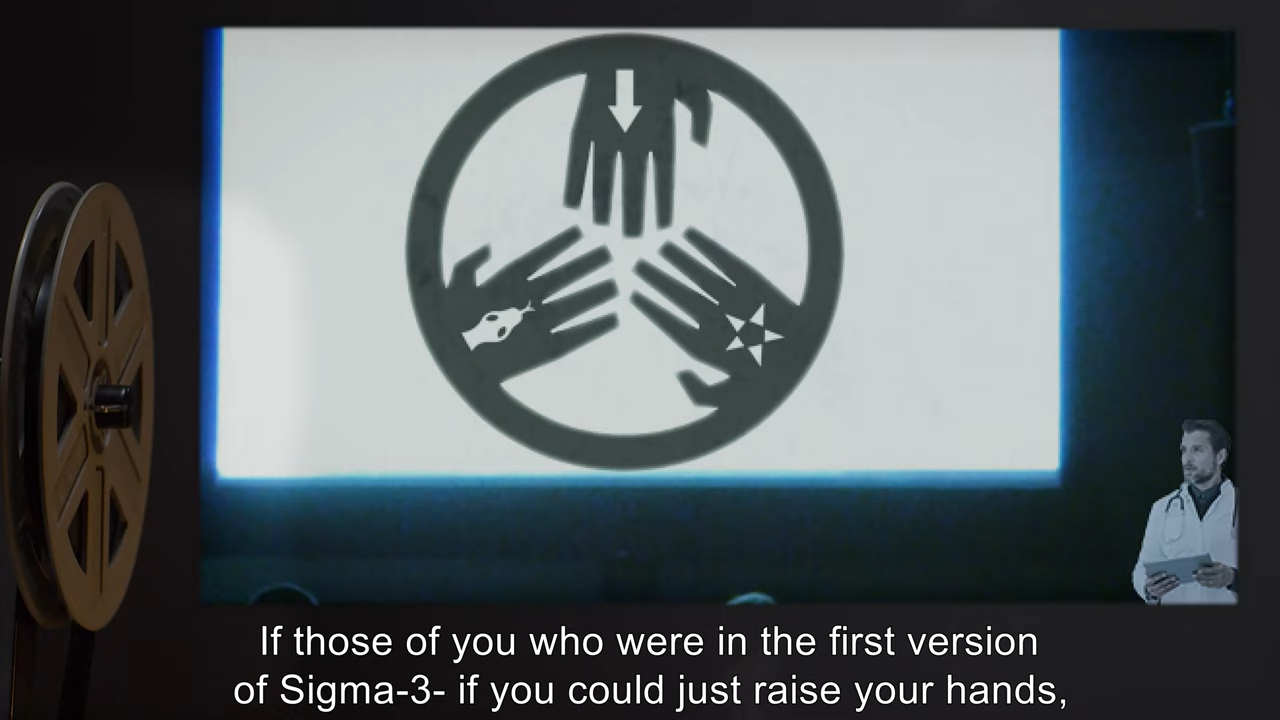 If those of you who were in the first version
of Sigma-3- if you could just raise your hands,